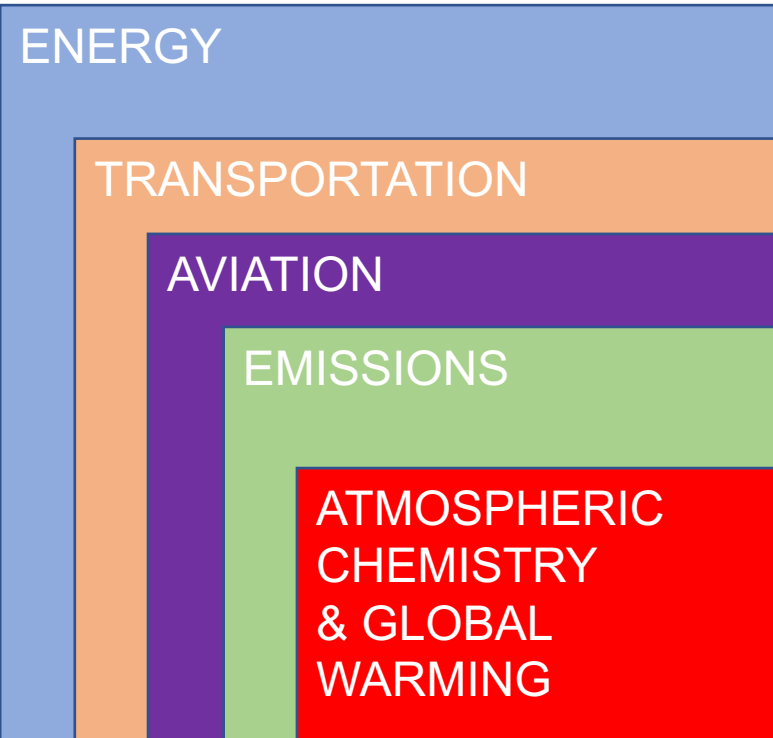 ENERGY
TRANSPORTATION
AVIATION
EMISSIONS
ATMOSPHERIC
CHEMISTRY
& GLOBAL
WARMING